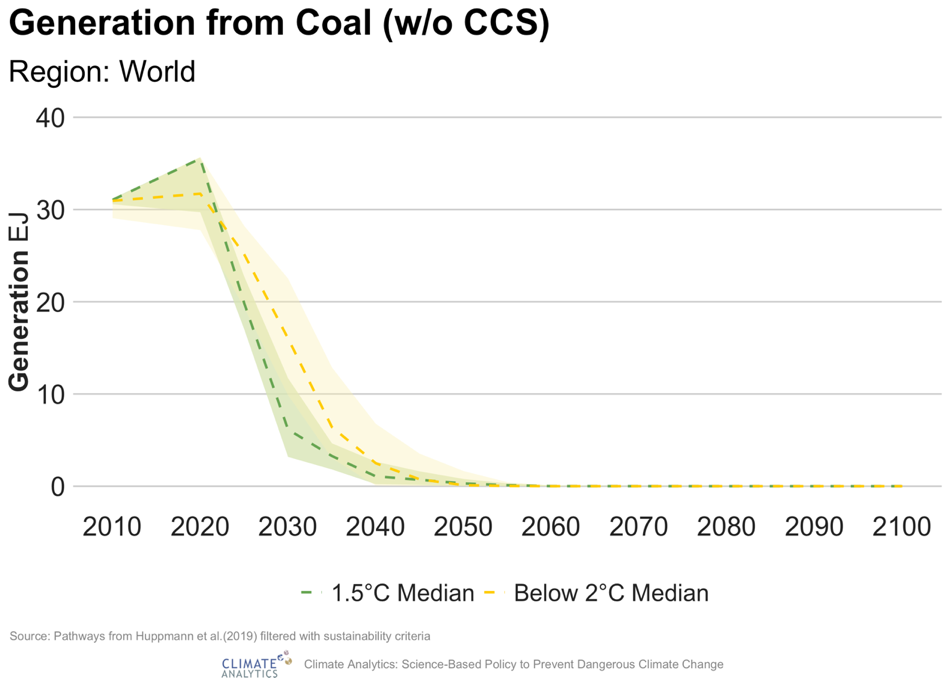 Generation from Coal (w/o CCS)
Region: World
Generation EJ
40
30
20
10
0
2010 2020 2030 2040 2050 2060 2070 2080 2090 2100
1.5°C Median Below 2°C Median
Source: Pathways from Huppmann et al.(2019) filtered with sustainability criteria
CLIMATE
ANALYTICS
Climate Analytics: Science-Based Policy to Prevent Dangerous Climate Change